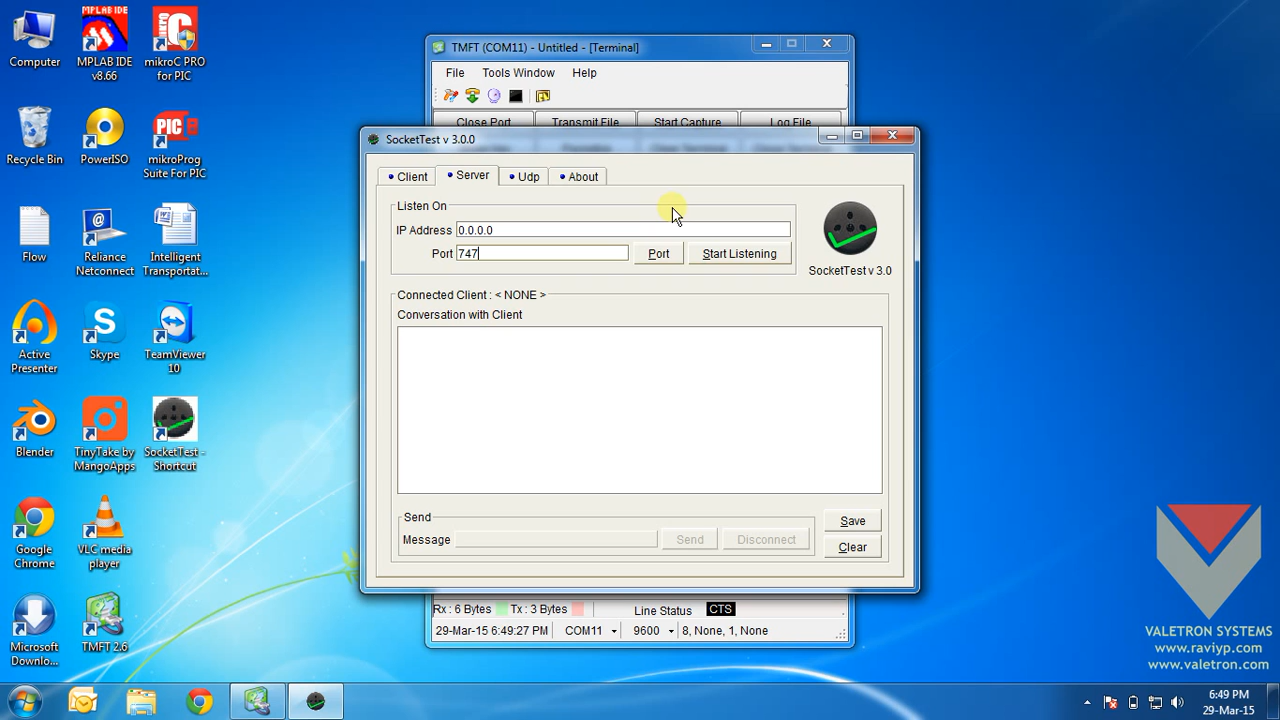 Computer
MPLAB IDE
v8.66
mikroC PRO
for PIC
Recycle Bin
PowerISO
mikroProg
Suite For PIC
Flow
Reliance
Netconnect
Intelligent
Transportat...
Active
Presenter
Skype
TeamViewer
10
Blender
TinyTake by
MangoApps
SocketTest -
Shortcut
Google
Chrome
VLC media
player
Microsoft
Downlo...
TMFT 2.6
TMFT (COM11) - Untitled - [Terminal]
File Tools Window Help
Close Port Transmit File Start Capture Log File
SocketTest v 3.0.0
Client Server Udp About
Listen On
IP Address 0.0.0.0
Port 747 Port Start Listening
SocketTest v 3.0
Connected Client : < NONE >
Conversation with Client
Send
Message Send Disconnect
Save
Clear
Rx : 6 Bytes Tx : 3 Bytes Line Status CTS
29-Mar-15 6:49:27 PM COM11 9600 8, None, 1, None
VALETRON SYSTEMS
www.raviyp.com
www.valetron.com
6:49 PM
29-Mar-15